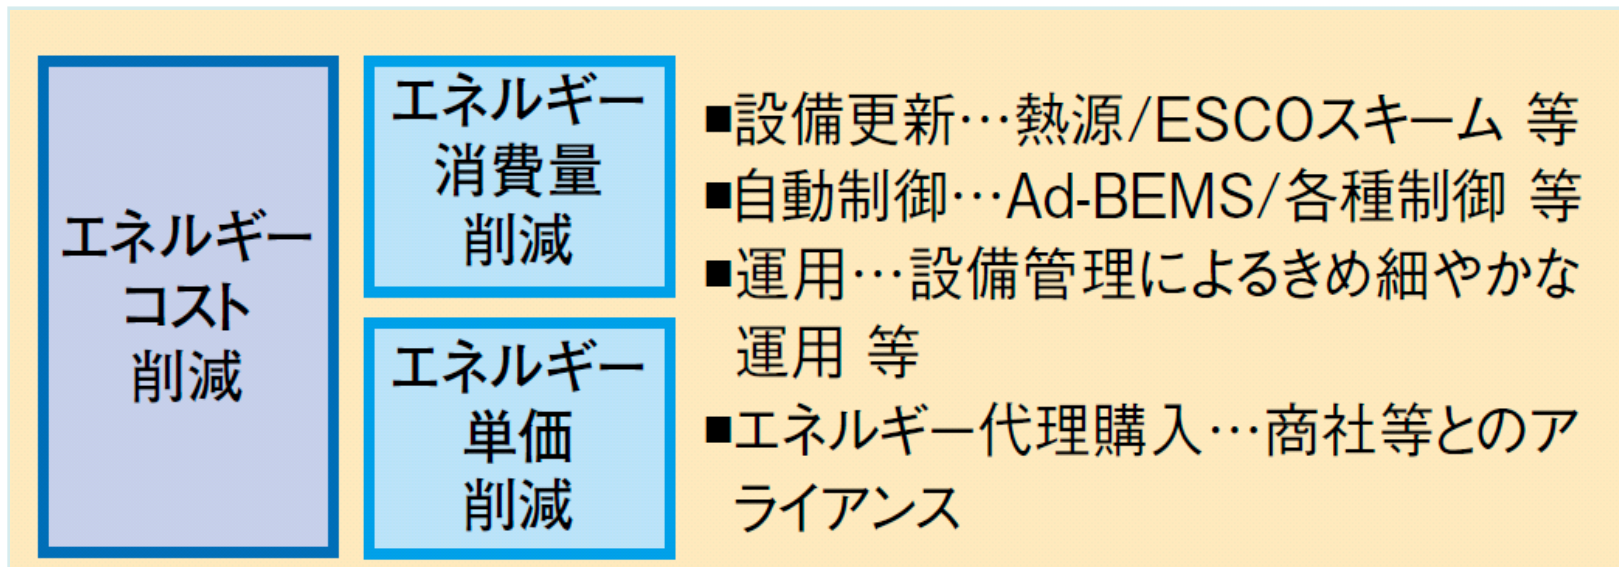 エネルギー
コスト
削減
エネルギー
消費量
削減
エネルギー
単価
削減
■設備更新…熱源/ESCOスキーム 等
■自動制御…Ad-BEMS/各種制御 等
■運用…設備管理によるきめ細やかな
運用 等
■エネルギー代理購入…商社等とのア
ライアンス